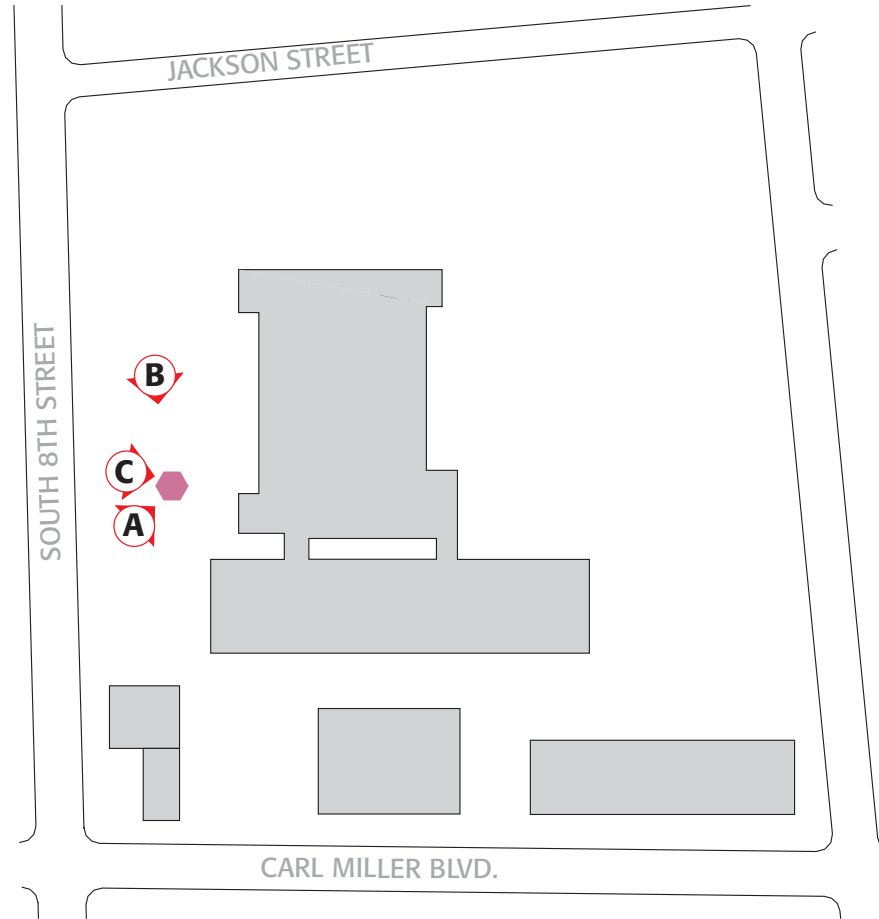 JACKSON STREET
SOUTH 8TH STREET
B
C
A
CARL MILLER BLVD.